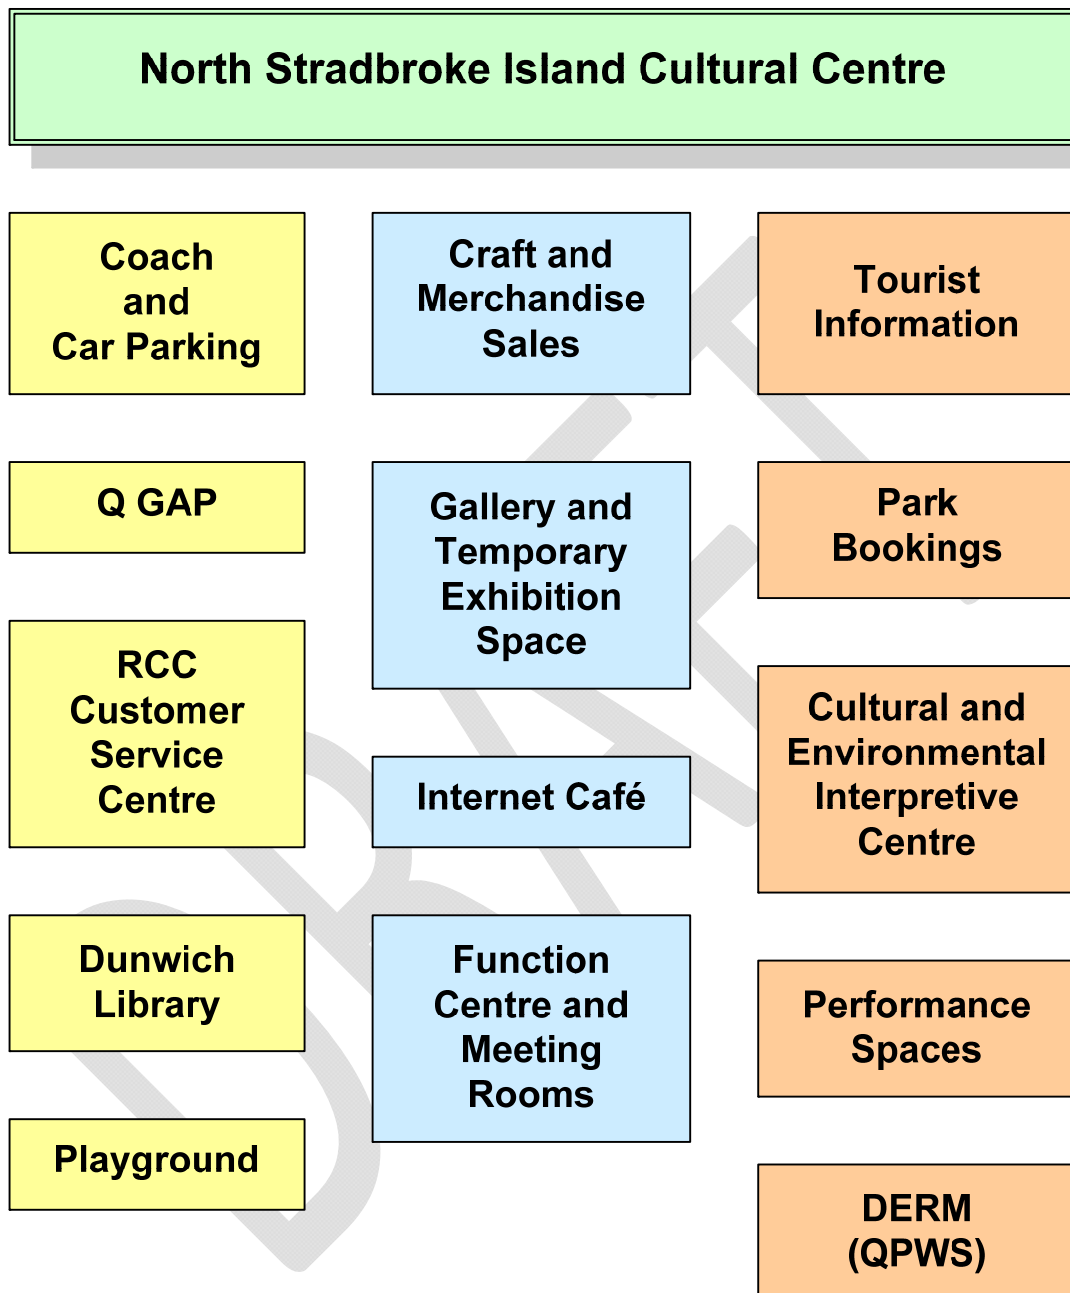 North Stradbroke Island Cultural Centre
Coach
and
Car Parking
Q GAP
RCC
Customer
Service
Centre
Dunwich
Library
Playground
Craft and
Merchandise
Sales
Gallery and
Temporary
Exhibition
Space
Internet Café
Function
Centre and
Meeting
Rooms
Tourist
Information
Park
Bookings
Cultural and
Environmental
Interpretive
Centre
Performance
Spaces
DERM
(QPWS)
DRAFT